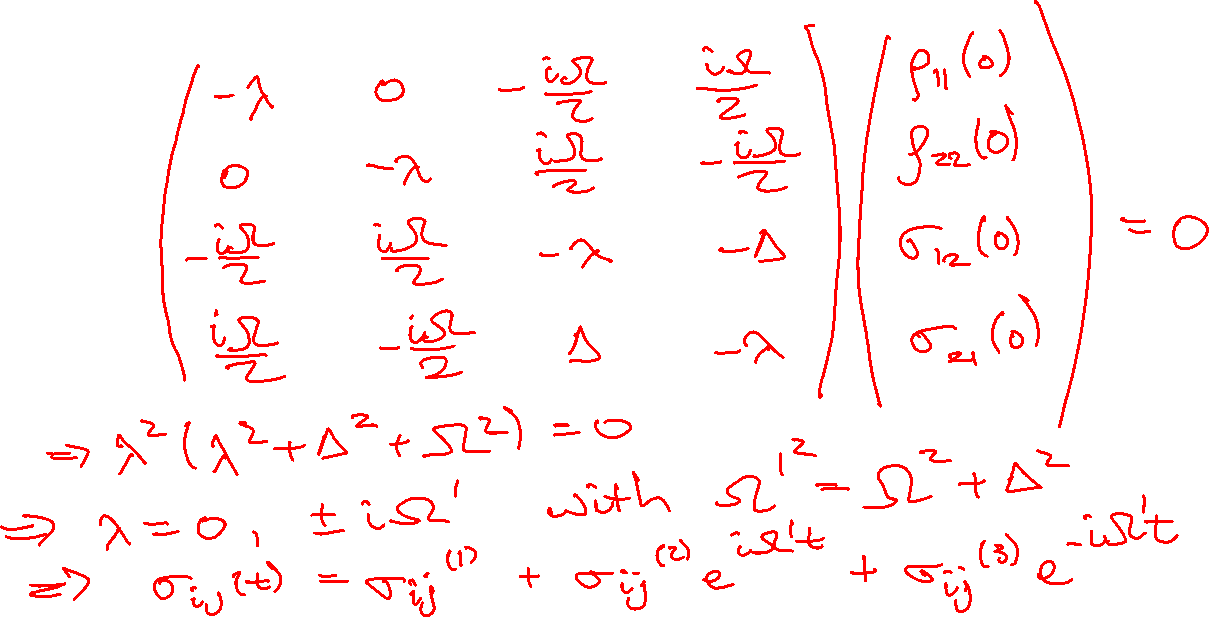 -λ 0 -iΩ/2 iΩ/2 ρ₁₁(0)
0 -λ iΩ/2 -iΩ/2 ρ₂₂(0)
-iΩ/2 iΩ/2 -λ -Δ σ₁₂(0) = 0
iΩ/2 -iΩ/2 Δ -λ σ₂₁(0)
⇒ λ²(λ²+Δ²+Ω²) = 0
⇒ λ = 0, ± iΩ' with Ω'² = Ω² + Δ²
⇒ σᵢⱼ(t) = σᵢⱼ⁽¹⁾ + σᵢⱼ⁽²⁾ e^{iΩ't} + σᵢⱼ⁽³⁾ e^{-iΩ't}